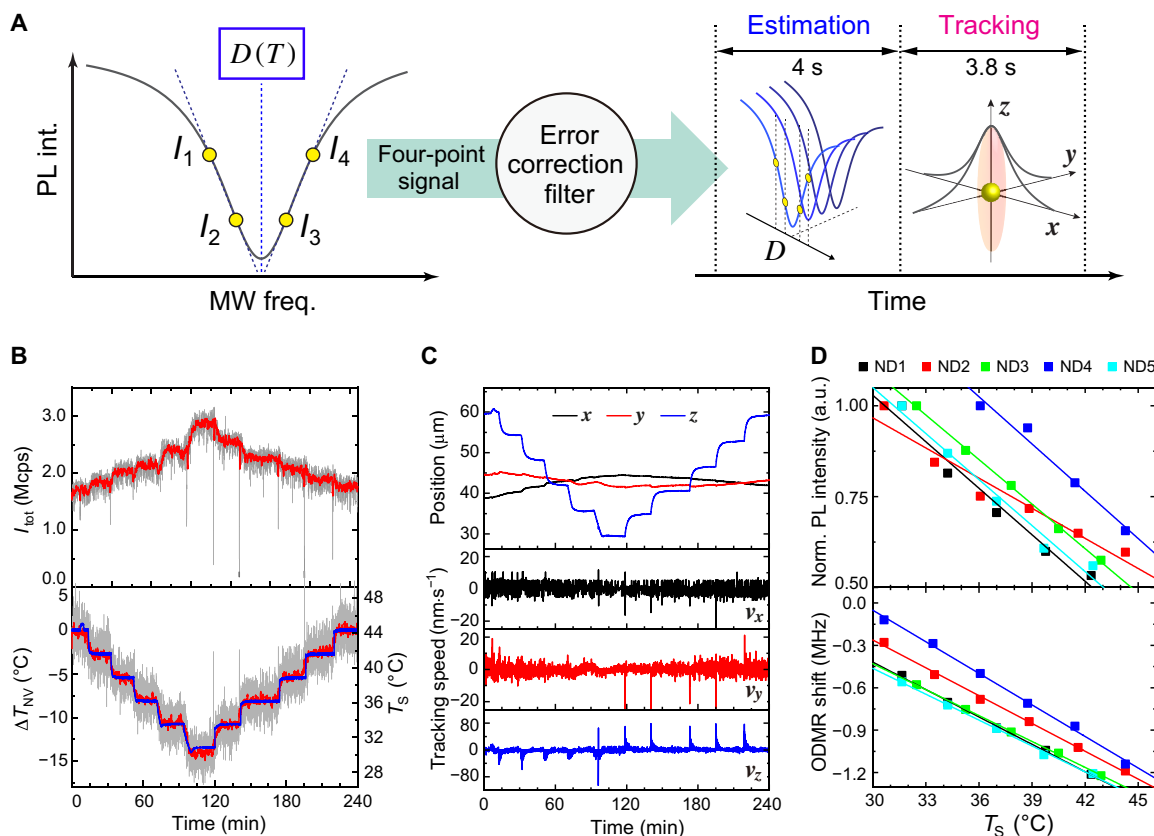 A
D(T)
PL int.
I1
I2
I3
I4
MW freq.
Four-point
signal
Error
correction
filter
Estimation
Tracking
4 s
3.8 s
D
z
y
x
Time
B
3.0
2.0
1.0
0.0
Itot (Mcps)
5
0
−5
−10
−15
ΔTNV (°C)
48
44
40
36
32
28
TS (°C)
0
60
120
180
240
Time (min)
C
x
y
z
60
50
40
30
Position (μm)
20
0
−20
vx
20
0
−20
vy
80
0
−80
vz
Tracking speed (nm·s⁻¹)
0
60
120
180
240
Time (min)
D
ND1
ND2
ND3
ND4
ND5
1.00
0.75
0.50
Norm. PL intensity (a.u.)
0.0
−0.3
−0.6
−0.9
−1.2
ODMR shift (MHz)
30
33
36
39
42
45
TS (°C)